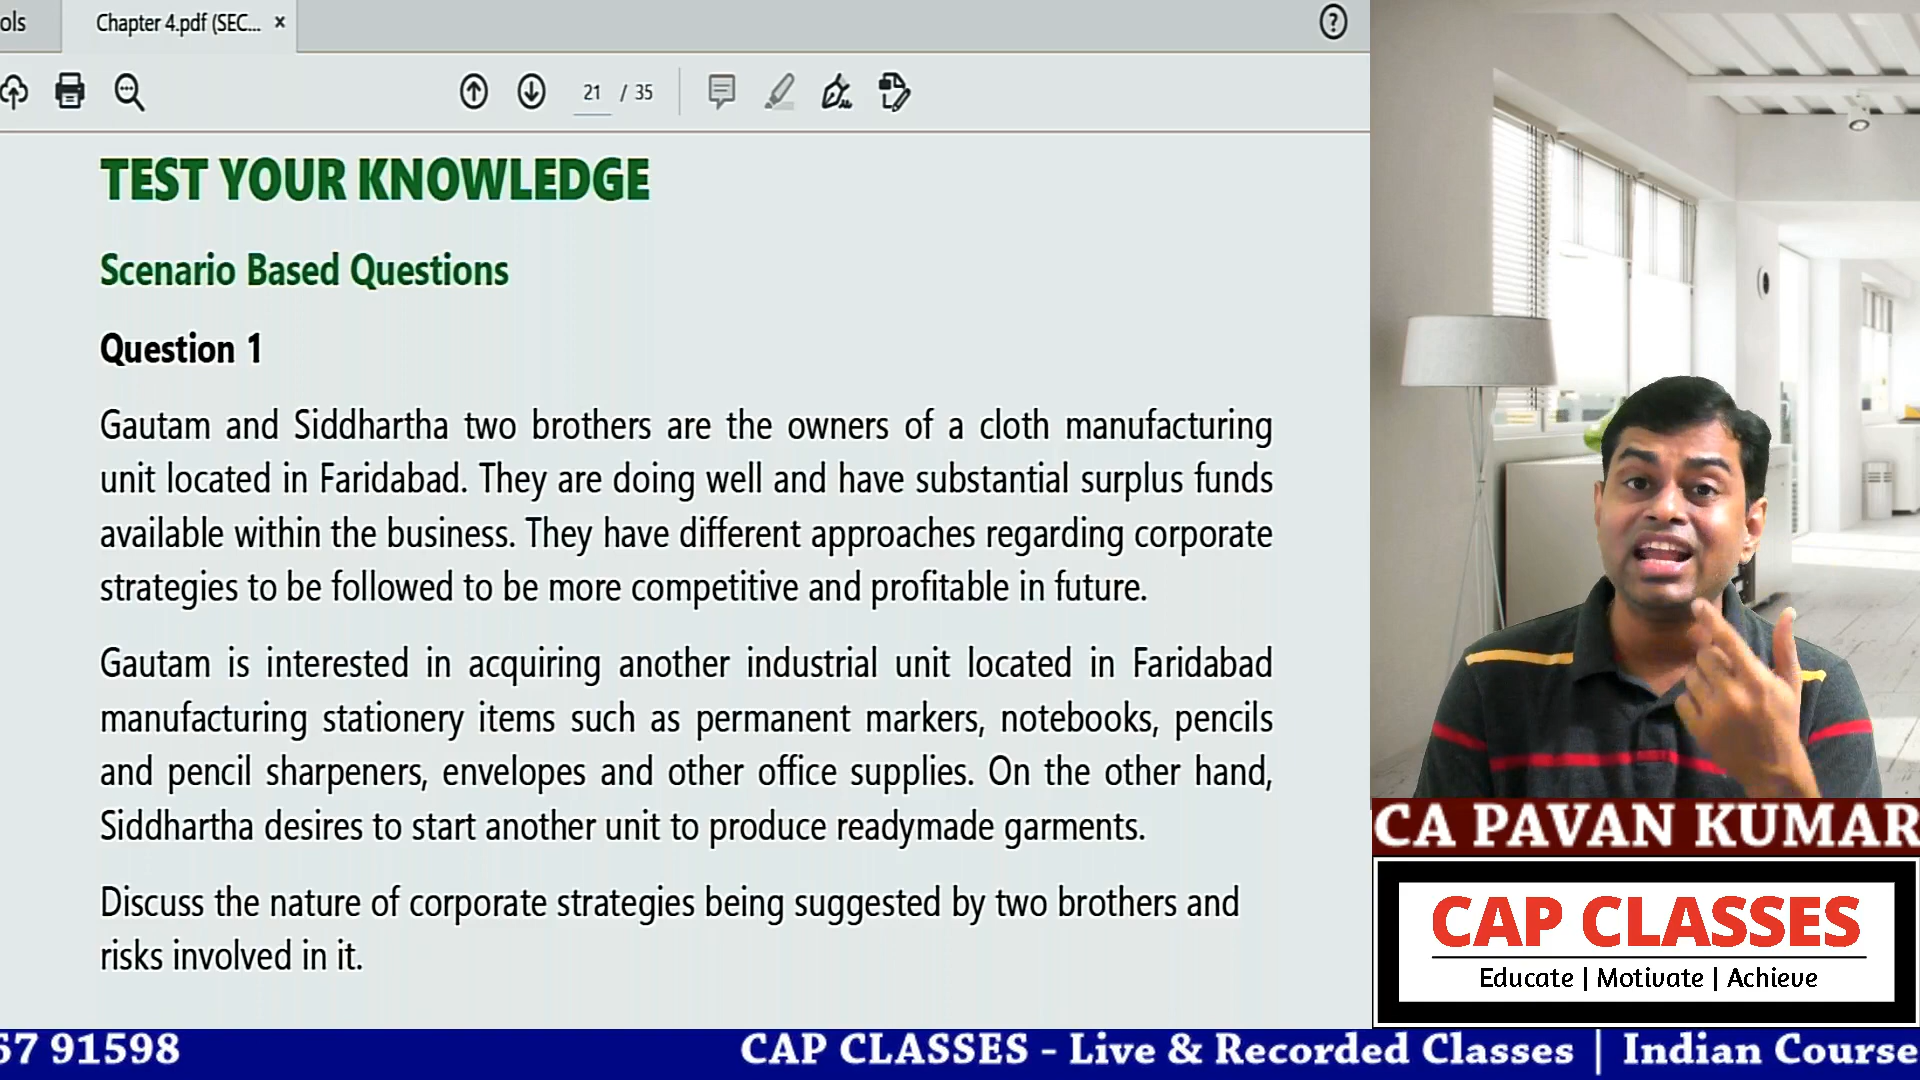 ols
Chapter 4.pdf (SEC... ×
?
21 / 35
TEST YOUR KNOWLEDGE
Scenario Based Questions
Question 1
Gautam and Siddhartha two brothers are the owners of a cloth manufacturing
unit located in Faridabad. They are doing well and have substantial surplus funds
available within the business. They have different approaches regarding corporate
strategies to be followed to be more competitive and profitable in future.
Gautam is interested in acquiring another industrial unit located in Faridabad
manufacturing stationery items such as permanent markers, notebooks, pencils
and pencil sharpeners, envelopes and other office supplies. On the other hand,
Siddhartha desires to start another unit to produce readymade garments.
Discuss the nature of corporate strategies being suggested by two brothers and
risks involved in it.
CA PAVAN KUMAR
CAP CLASSES
Educate | Motivate | Achieve
57 91598 CAP CLASSES - Live & Recorded Classes | Indian Course